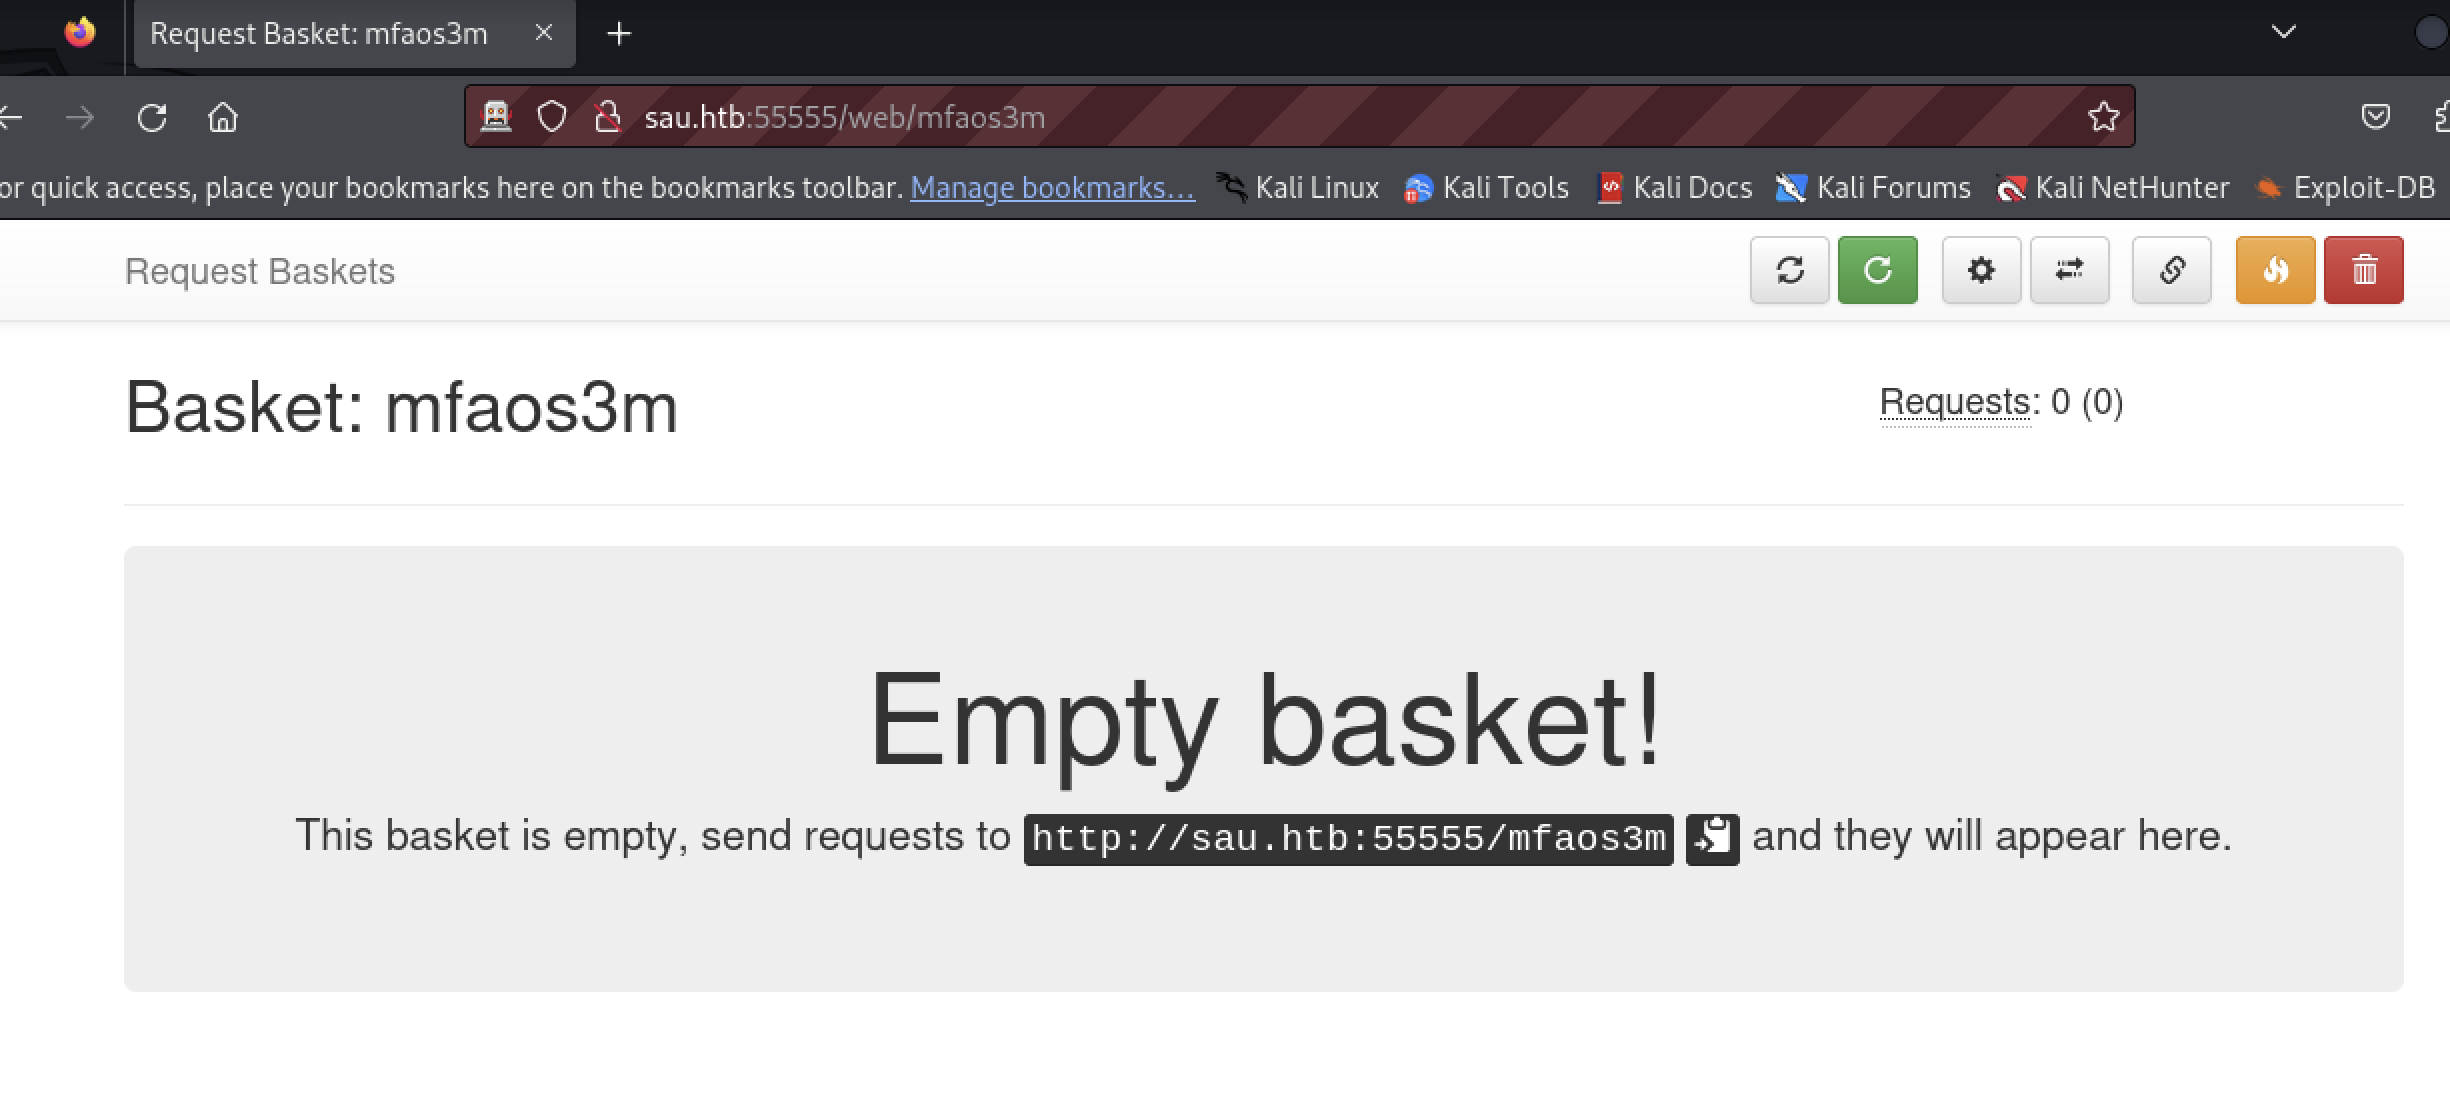 Request Basket: mfaos3m
sau.htb:55555/web/mfaos3m
or quick access, place your bookmarks here on the bookmarks toolbar. Manage bookmarks... Kali Linux Kali Tools Kali Docs Kali Forums Kali NetHunter Exploit-DB
Request Baskets
Basket: mfaos3m
Requests: 0 (0)
Empty basket!
This basket is empty, send requests to http://sau.htb:55555/mfaos3m and they will appear here.